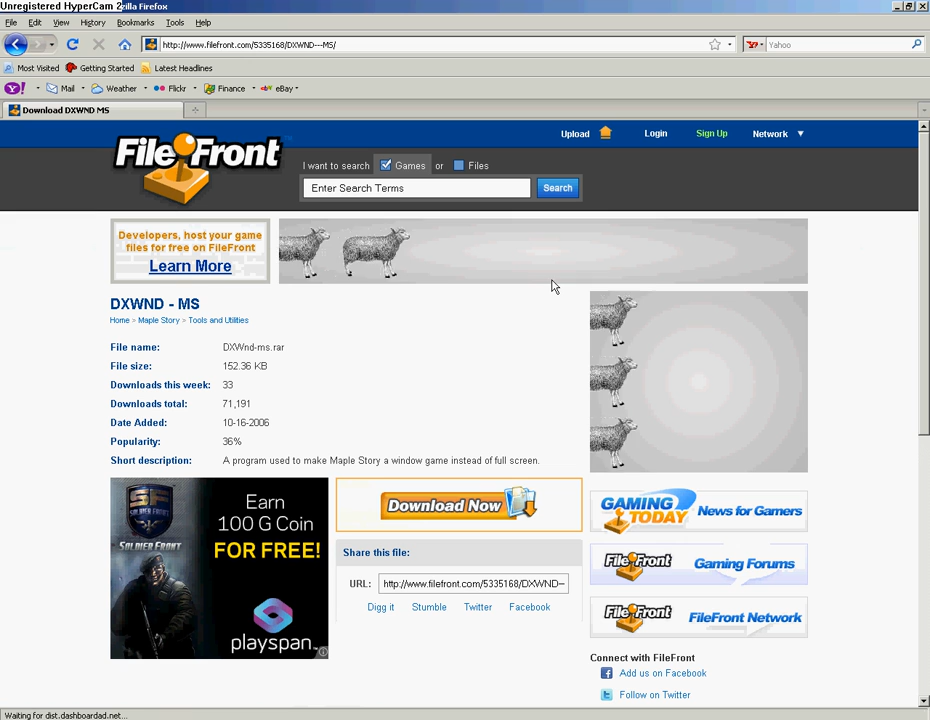 Unregistered HyperCam 2
zilla Firefox
File Edit View History Bookmarks Tools Help
http://www.filefront.com/5335168/DXWND---MS/
Yahoo
Most Visited Getting Started Latest Headlines
Y! Mail Weather Flickr Finance eBay
Download DXWND MS
FileFront
Upload Login Sign Up Network
I want to search Games or Files
Enter Search Terms Search
Developers, host your game
files for free on FileFront
Learn More
DXWND - MS
Home > Maple Story > Tools and Utilities
File name: DXWnd-ms.rar
File size: 152.36 KB
Downloads this week: 33
Downloads total: 71,191
Date Added: 10-16-2006
Popularity: 36%
Short description: A program used to make Maple Story a window game instead of full screen.
SF
SOLDIER FRONT
Earn
100 G Coin
FOR FREE!
playspan
Download Now
Share this file:
URL: http://www.filefront.com/5335168/DXWND--
Digg it Stumble Twitter Facebook
GAMING TODAY News for Gamers
FileFront Gaming Forums
FileFront FileFront Network
Connect with FileFront
Add us on Facebook
Follow on Twitter
Waiting for dist.dashboardad.net...